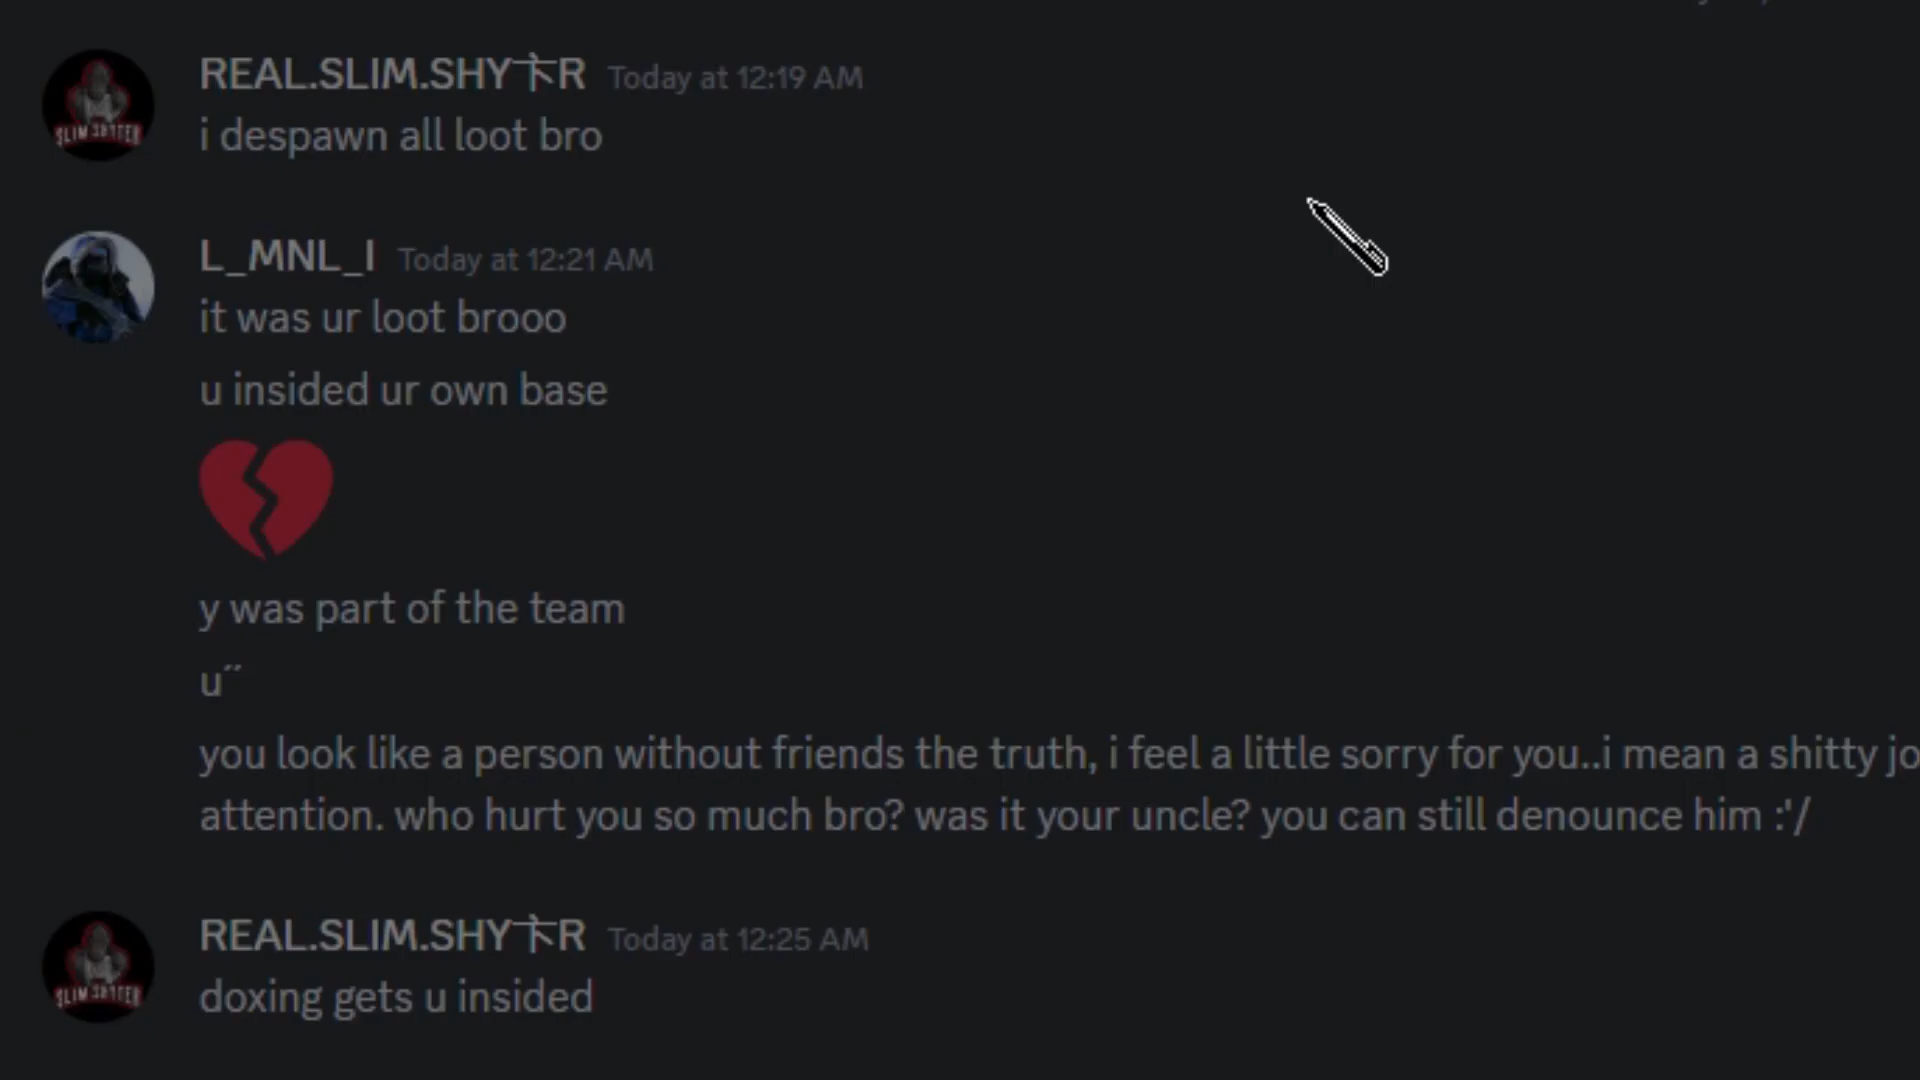 REAL.SLIM.SHY卞R Today at 12:19 AM
i despawn all loot bro
L_MNL_I Today at 12:21 AM
it was ur loot brooo
u insided ur own base
y was part of the team
u˝
you look like a person without friends the truth, i feel a little sorry for you..i mean a shitty
attention. who hurt you so much bro? was it your uncle? you can still denounce him :'/
REAL.SLIM.SHY卞R Today at 12:25 AM
doxing gets u insided